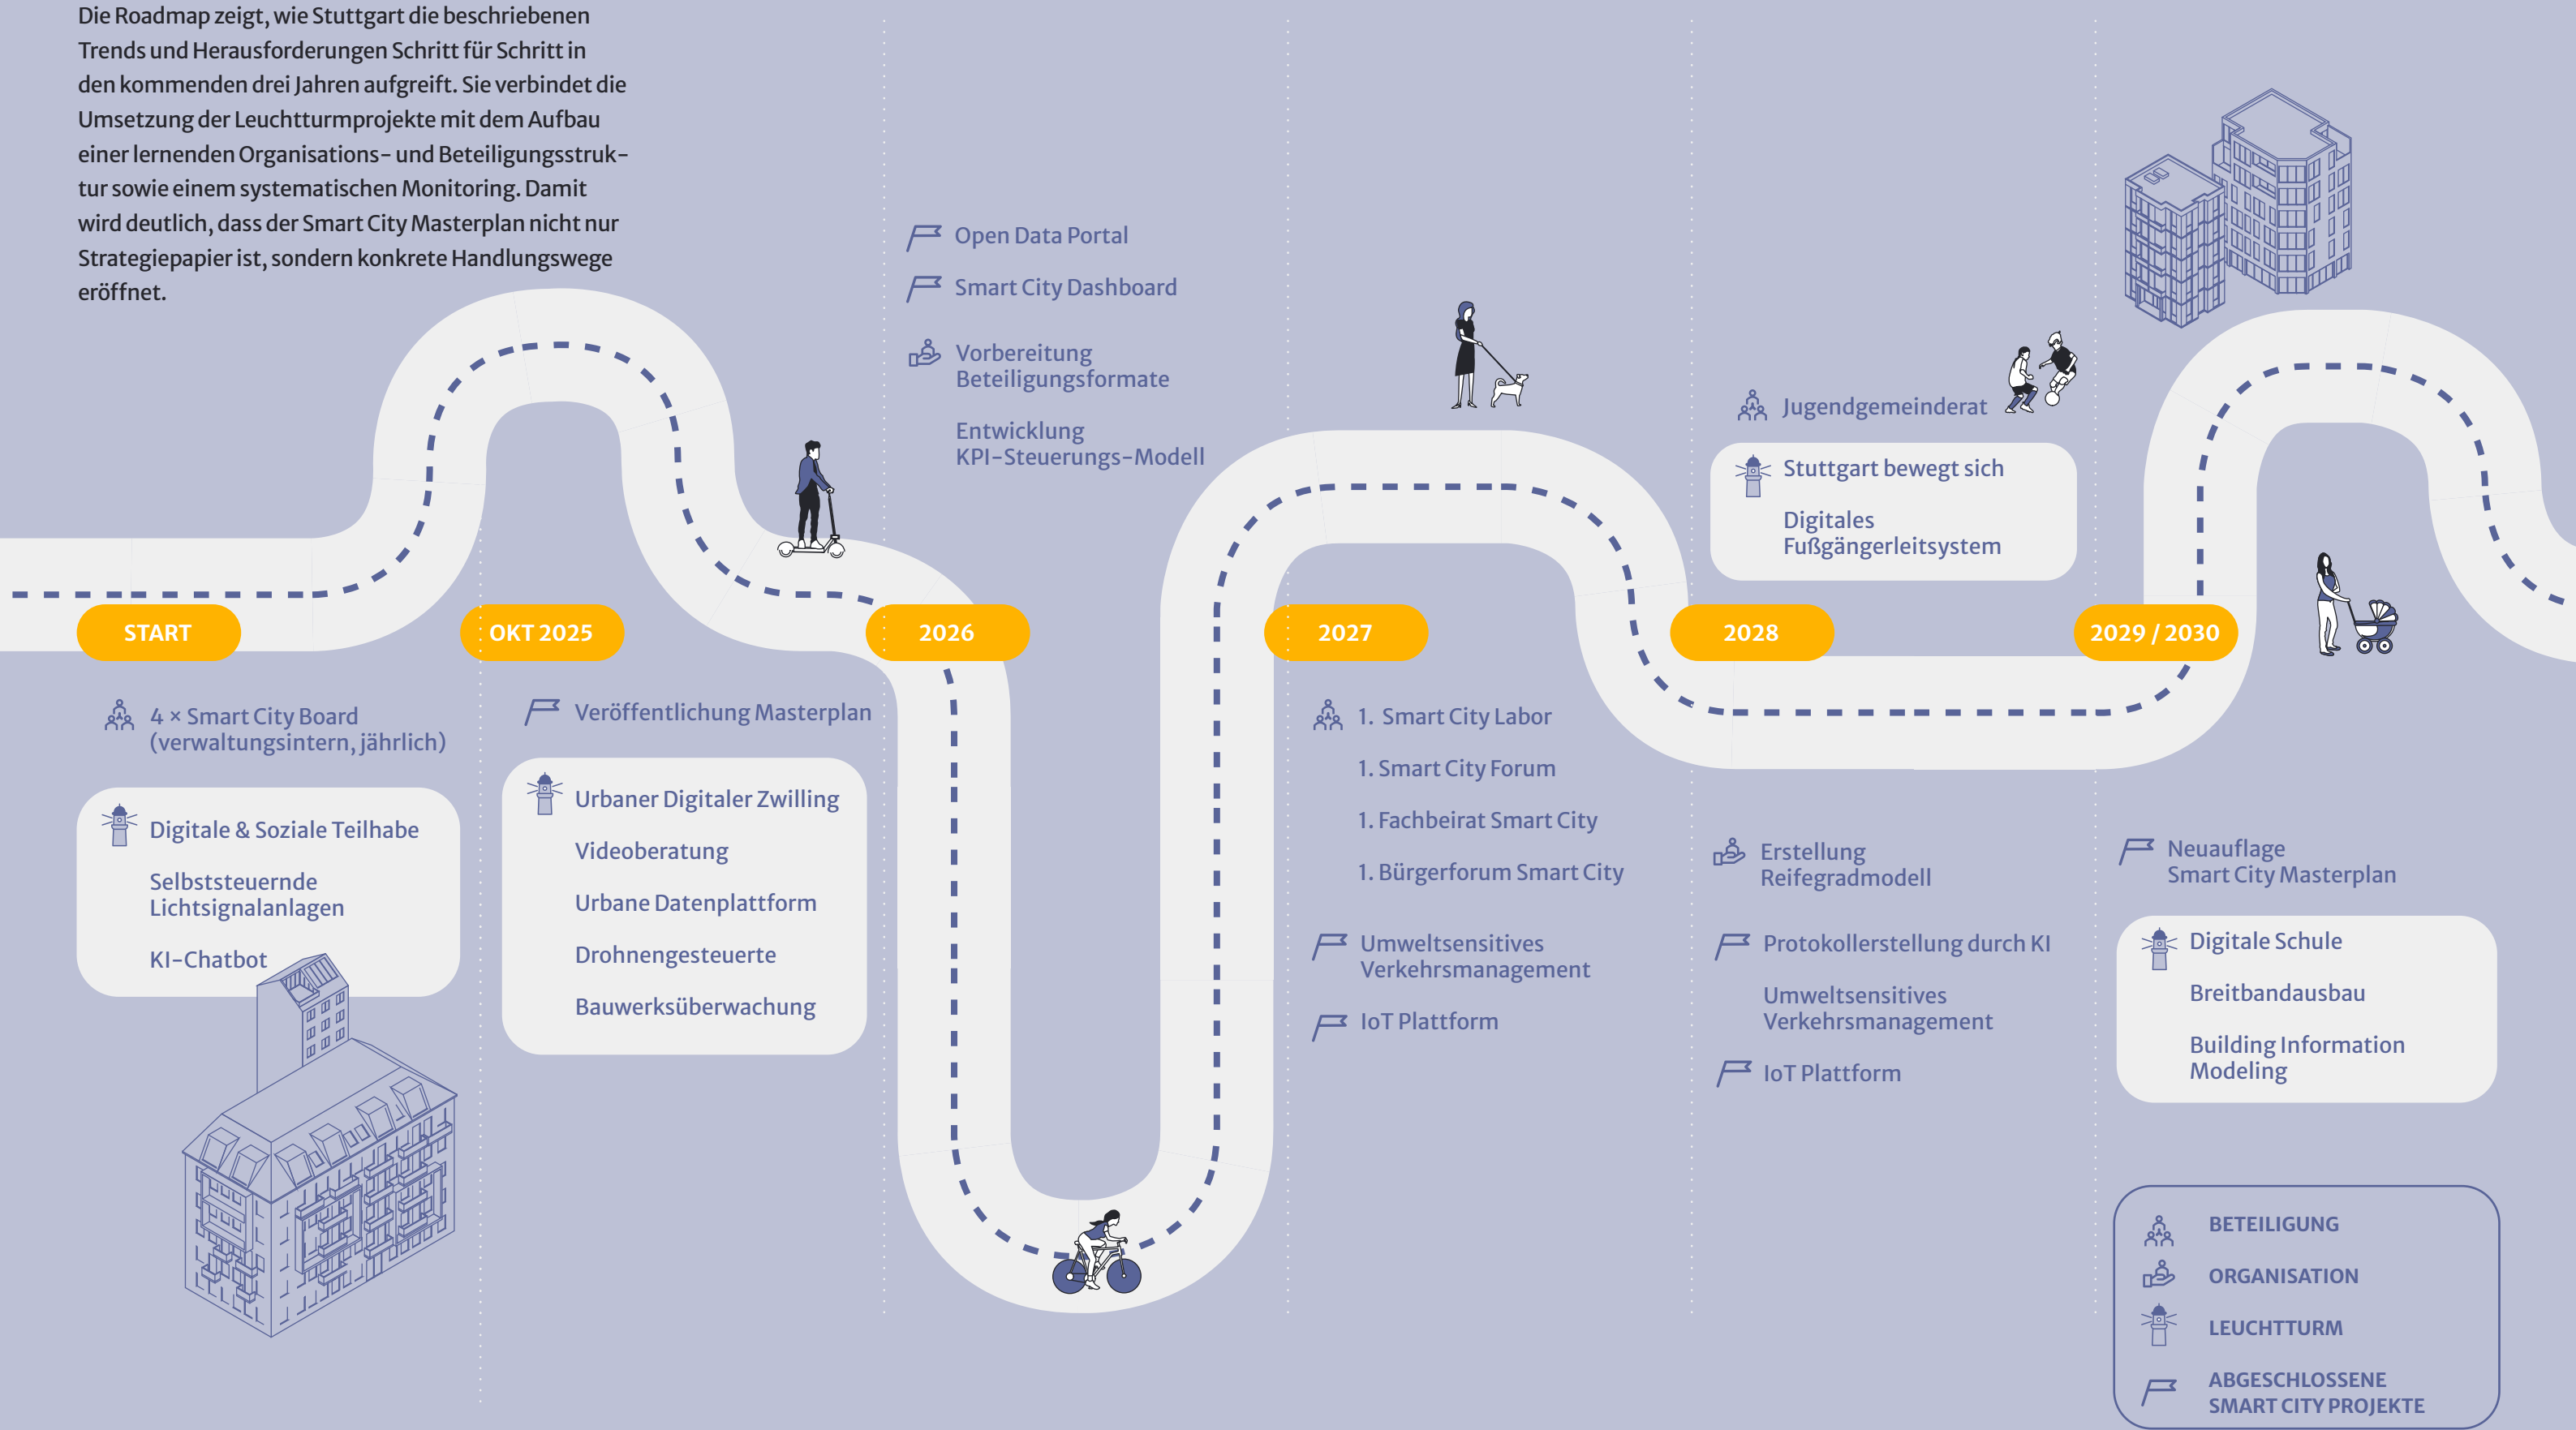 Die Roadmap zeigt, wie Stuttgart die beschriebenen
Trends und Herausforderungen Schritt für Schritt in
den kommenden drei Jahren aufgreift. Sie verbindet die
Umsetzung der Leuchtturmprojekte mit dem Aufbau
einer lernenden Organisations- und Beteiligungsstruk-
tur sowie einem systematischen Monitoring. Damit
wird deutlich, dass der Smart City Masterplan nicht nur
Strategiepapier ist, sondern konkrete Handlungswege
eröffnet.
START
4 × Smart City Board
(verwaltungsintern, jährlich)
Digitale & Soziale Teilhabe
Selbststeuernde
Lichtsignalanlagen
KI-Chatbot
OKT 2025
Veröffentlichung Masterplan
Urbaner Digitaler Zwilling
Videoberatung
Urbane Datenplattform
Drohnengesteuerte
Bauwerksüberwachung
Open Data Portal
Smart City Dashboard
Vorbereitung
Beteiligungsformate
Entwicklung
KPI-Steuerungs-Modell
2026
2027
1. Smart City Labor
1. Smart City Forum
1. Fachbeirat Smart City
1. Bürgerforum Smart City
Umweltsensitives
Verkehrsmanagement
IoT Plattform
Jugendgemeinderat
Stuttgart bewegt sich
Digitales
Fußgängerleitsystem
2028
Erstellung
Reifegradmodell
Protokollerstellung durch KI
Umweltsensitives
Verkehrsmanagement
IoT Plattform
2029 / 2030
Neuauflage
Smart City Masterplan
Digitale Schule
Breitbandausbau
Building Information
Modeling
BETEILIGUNG
ORGANISATION
LEUCHTTURM
ABGESCHLOSSENE
SMART CITY PROJEKTE